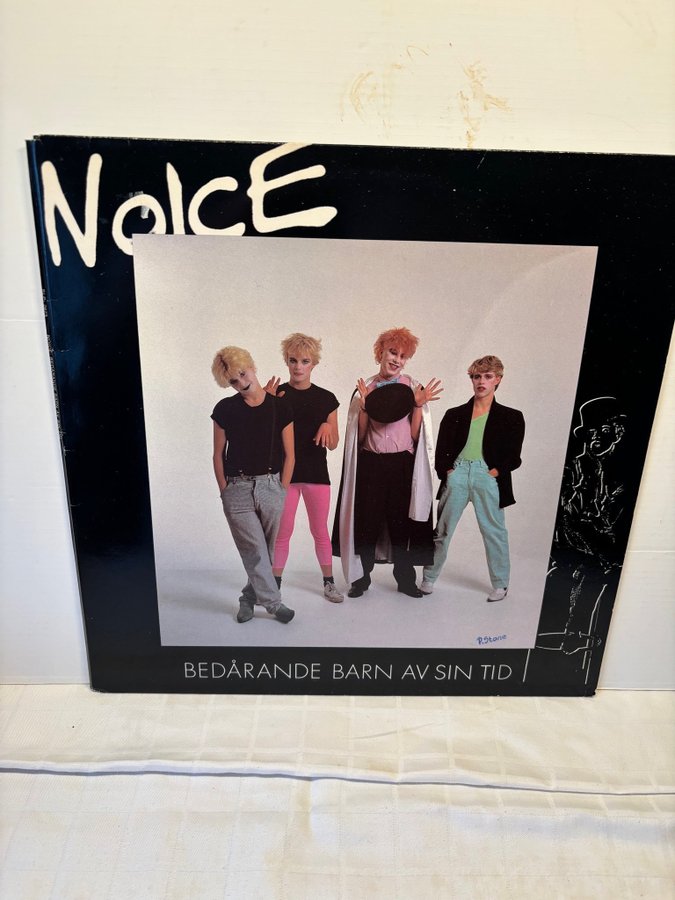 NOICE
P. Stone
BEDÅRANDE BARN AV SIN TID